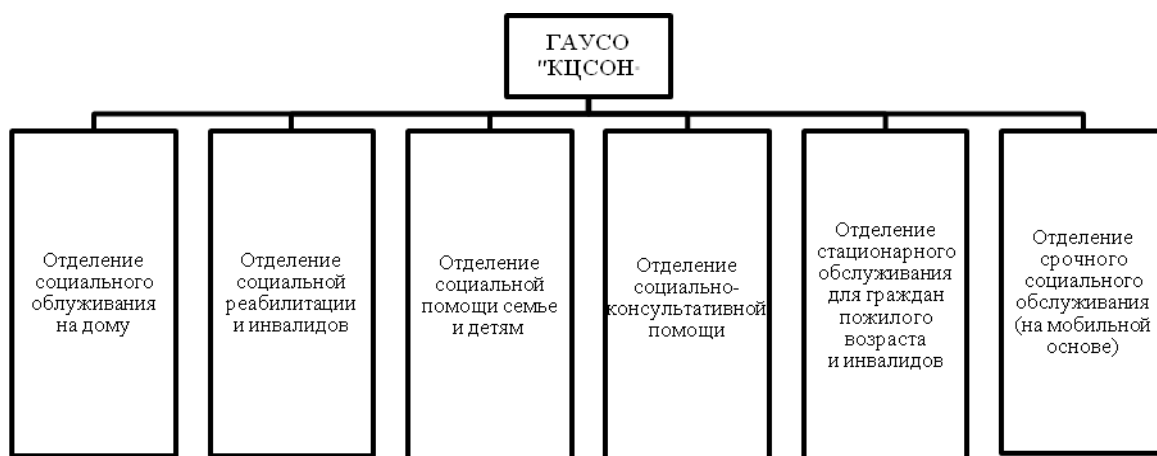 ГАУСО
"КЦСОН"
Отделение
социального
облуживания
на дому
Отделение
социальной
реабилитации
и инвалидов
Отделение
социальной
помощи семье
и детям
Отделение
социально-
консультативной
помощи
Отделение
стационарного
обслуживания
для граждан
пожилого
возраста
и инвалидов
Отделение
срочного
социального
обслуживания
(на мобильной
основе)